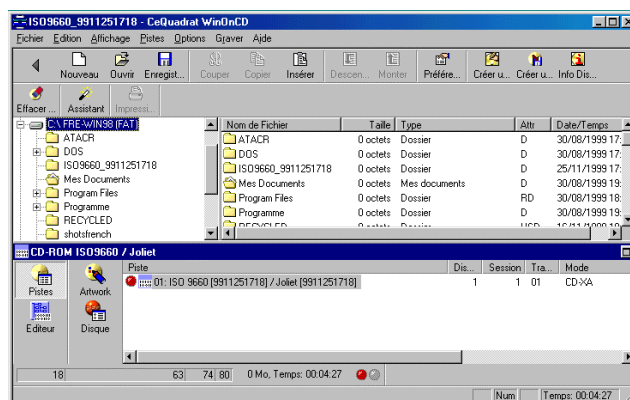 ISO9660_9911251718 - CeQuadrat WinOnCD
Fichier Edition Affichage Pistes Options Graver Aide
Nouveau Ouvrir Enregist... Couper Copier Insérer Descen... Monter Préfére... Créer u... Créer u... Info Dis...
Effacer ... Assistant Impressi...
C:\ FRE-WIN98 (FAT)
ATACR
DOS
ISO9660_9911251718
Mes Documents
Program Files
Programme
RECYCLED
shotsfrench
Nom de Fichier Taille Type Attr Date/Temps
ATACR 0 octets Dossier D 30/08/1999 17:
DOS 0 octets Dossier D 30/08/1999 17:
ISO9660_9911251718 0 octets Dossier D 25/11/1999 17:
Mes Documents 0 octets Mes documents D 30/08/1999 19:
Program Files 0 octets Dossier RD 30/08/1999 18:
Programme 0 octets Dossier D 30/08/1999 19:
CD-ROM ISO9660 / Joliet
Pistes Artwork
Editeur Disque
Piste Dis... Session Tra... Mode
01: ISO 9660 [9911251718] / Joliet [9911251718] 1 1 01 CD-XA
18 63 74 80 0 Mo, Temps: 00:04:27
Num Temps: 00:04:27